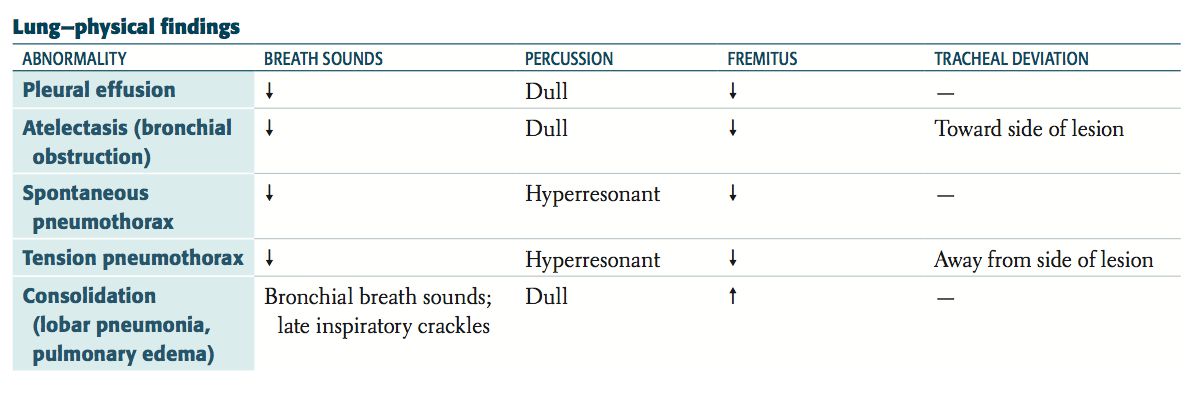 Lung—physical findings
ABNORMALITY BREATH SOUNDS PERCUSSION FREMITUS TRACHEAL DEVIATION
Pleural effusion ↓ Dull ↓ —
Atelectasis (bronchial ↓ Dull ↓ Toward side of lesion
obstruction)
Spontaneous ↓ Hyperresonant ↓ —
pneumothorax
Tension pneumothorax ↓ Hyperresonant ↓ Away from side of lesion
Consolidation Bronchial breath sounds; Dull ↑ —
(lobar pneumonia, late inspiratory crackles
pulmonary edema)